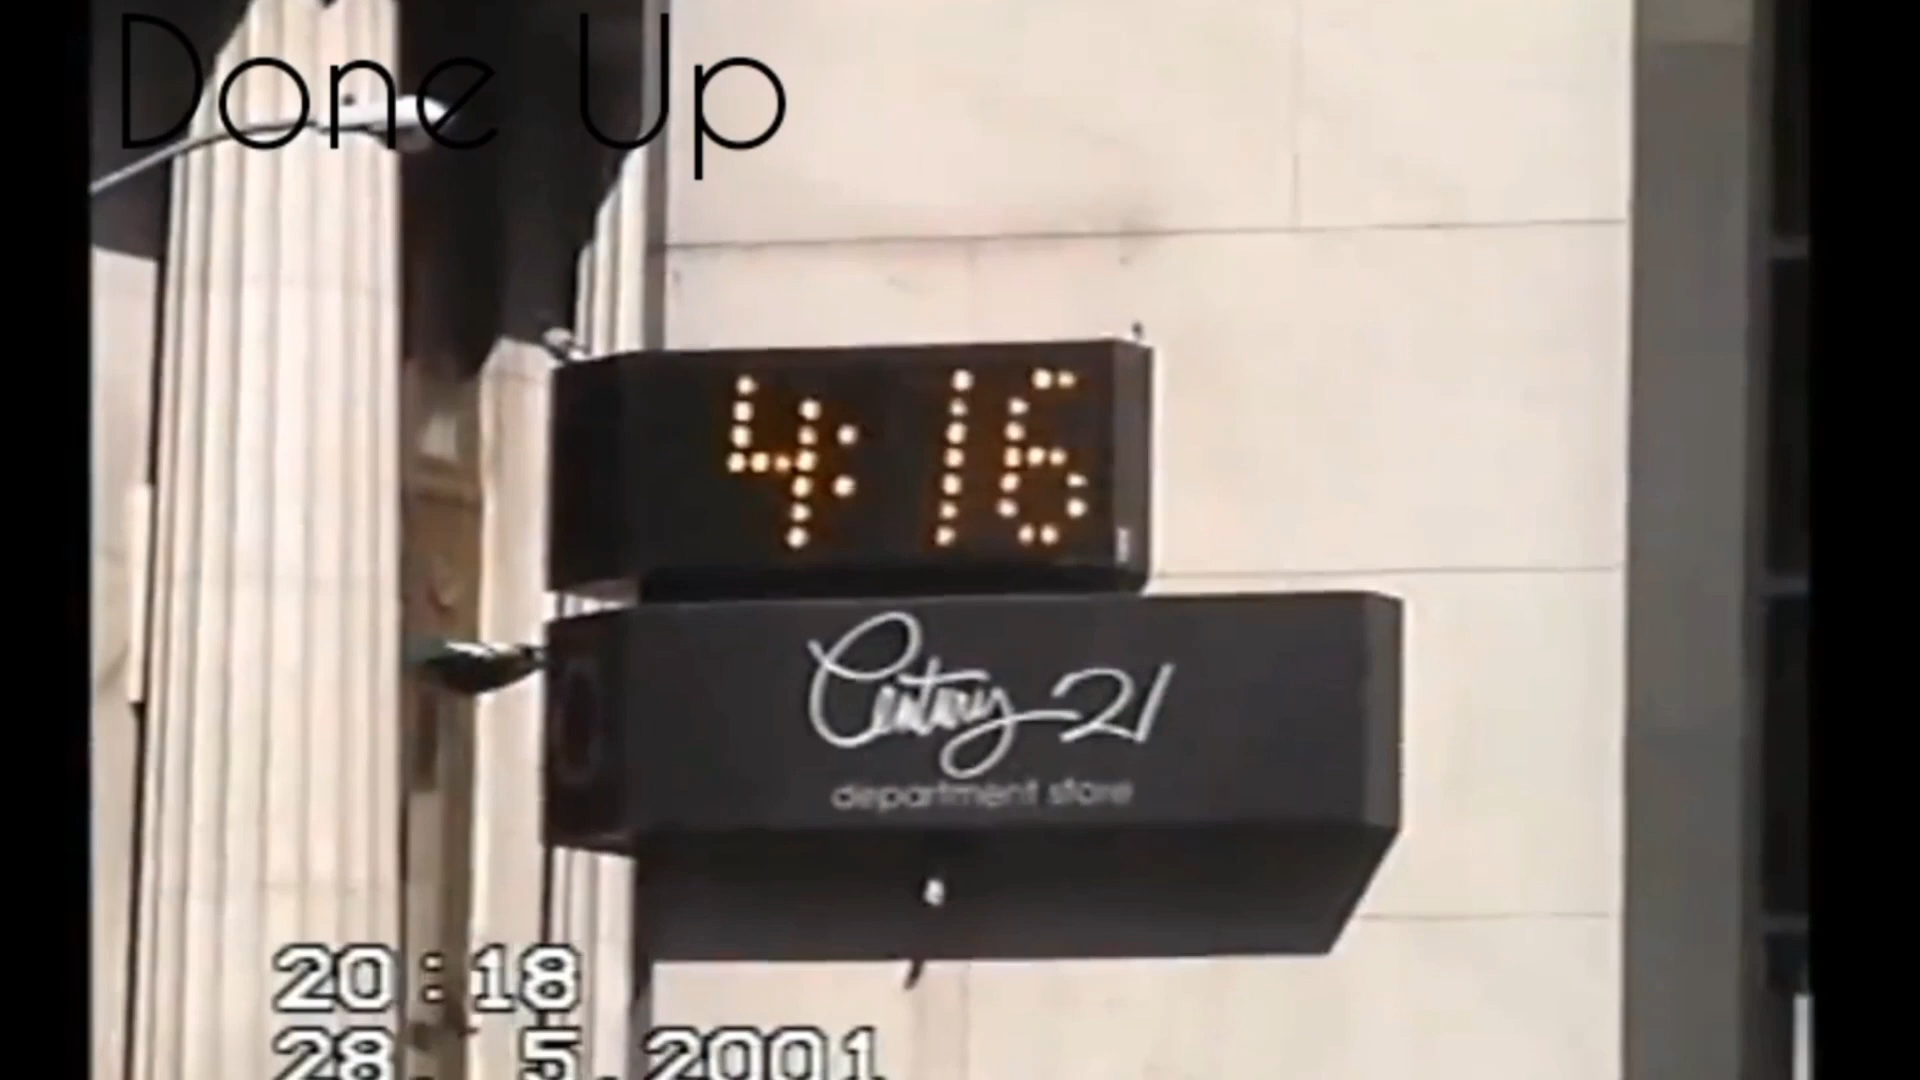 Done Up
4:16
Century 21
department store
20:18
28. 5.2001